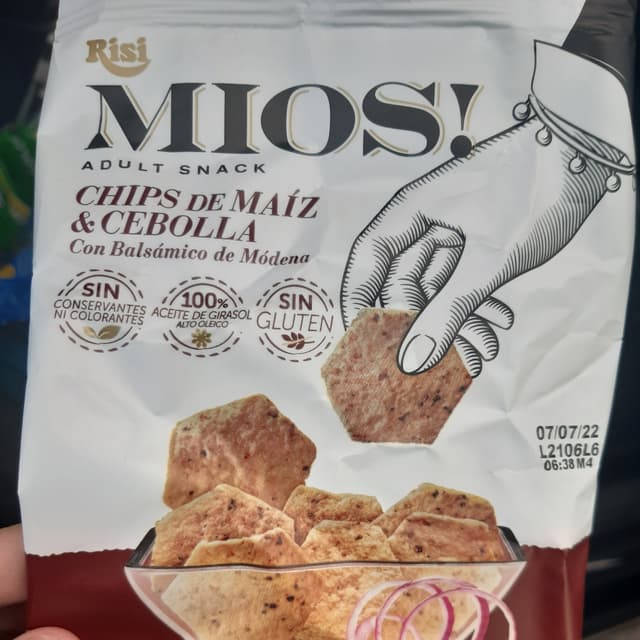 Risi
MIOS!
ADULT SNACK
CHIPS DE MAÍZ
& CEBOLLA
Con Balsámico de Módena
SIN
CONSERVANTES
NI COLORANTES
100%
ACEITE DE GIRASOL
ALTO OLEICO
SIN
GLUTEN
07/07/22
L2106L6
06:38 M4